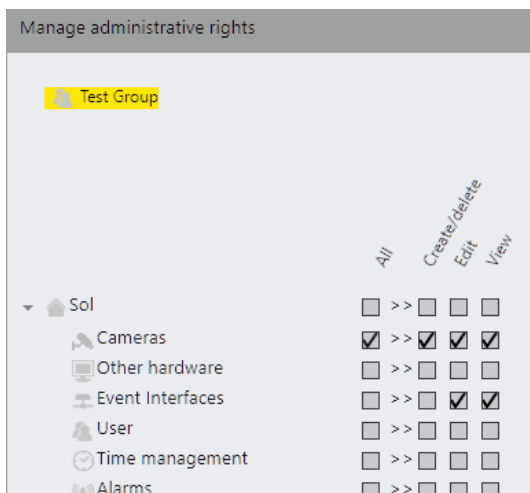 Manage administrative rights
Test Group
All Create/delete Edit View
Sol >>
Cameras >>
Other hardware >>
Event Interfaces >>
User >>
Time management >>
Alarms >>